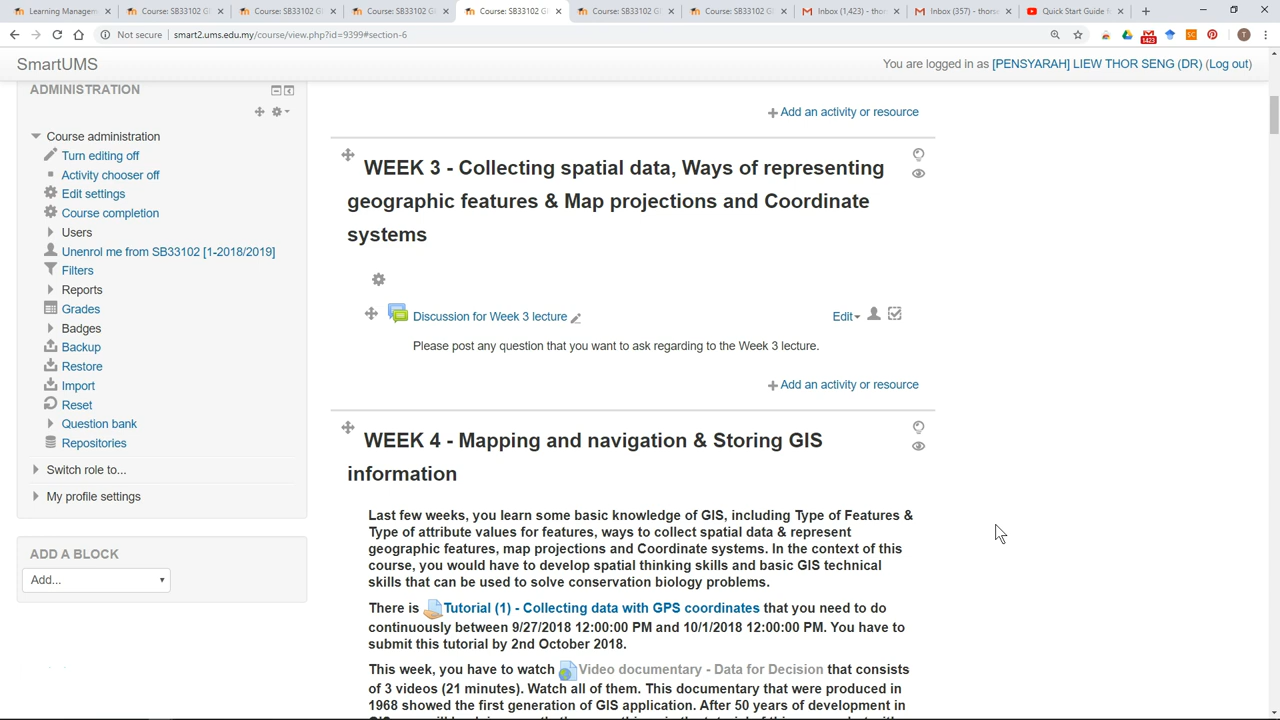 Learning Managem
Course: SB33102 GI
Course: SB33102 GI
Course: SB33102 GI
Course: SB33102 GI
Course: SB33102 GI
Course: SB33102 GI
Inbox (1,423) - tho
Inbox (357) - thors
Quick Start Guide
Not secure | smart2.ums.edu.my/course/view.php?id=9399#section-6
1423
SC
T
SmartUMS
You are logged in as [PENSYARAH] LIEW THOR SENG (DR) (Log out)
ADMINISTRATION
Course administration
Turn editing off
Activity chooser off
Edit settings
Course completion
Users
Unenrol me from SB33102 [1-2018/2019]
Filters
Reports
Grades
Badges
Backup
Restore
Import
Reset
Question bank
Repositories
Switch role to...
My profile settings
ADD A BLOCK
Add...
Add an activity or resource
WEEK 3 - Collecting spatial data, Ways of representing
geographic features & Map projections and Coordinate
systems
Discussion for Week 3 lecture
Edit
Please post any question that you want to ask regarding to the Week 3 lecture.
Add an activity or resource
WEEK 4 - Mapping and navigation & Storing GIS
information
Last few weeks, you learn some basic knowledge of GIS, including Type of Features &
Type of attribute values for features, ways to collect spatial data & represent
geographic features, map projections and Coordinate systems. In the context of this
course, you would have to develop spatial thinking skills and basic GIS technical
skills that can be used to solve conservation biology problems.
There is Tutorial (1) - Collecting data with GPS coordinates that you need to do
continuously between 9/27/2018 12:00:00 PM and 10/1/2018 12:00:00 PM. You have to
submit this tutorial by 2nd October 2018.
This week, you have to watch Video documentary - Data for Decision that consists
of 3 videos (21 minutes). Watch all of them. This documentary that were produced in
1968 showed the first generation of GIS application. After 50 years of development in